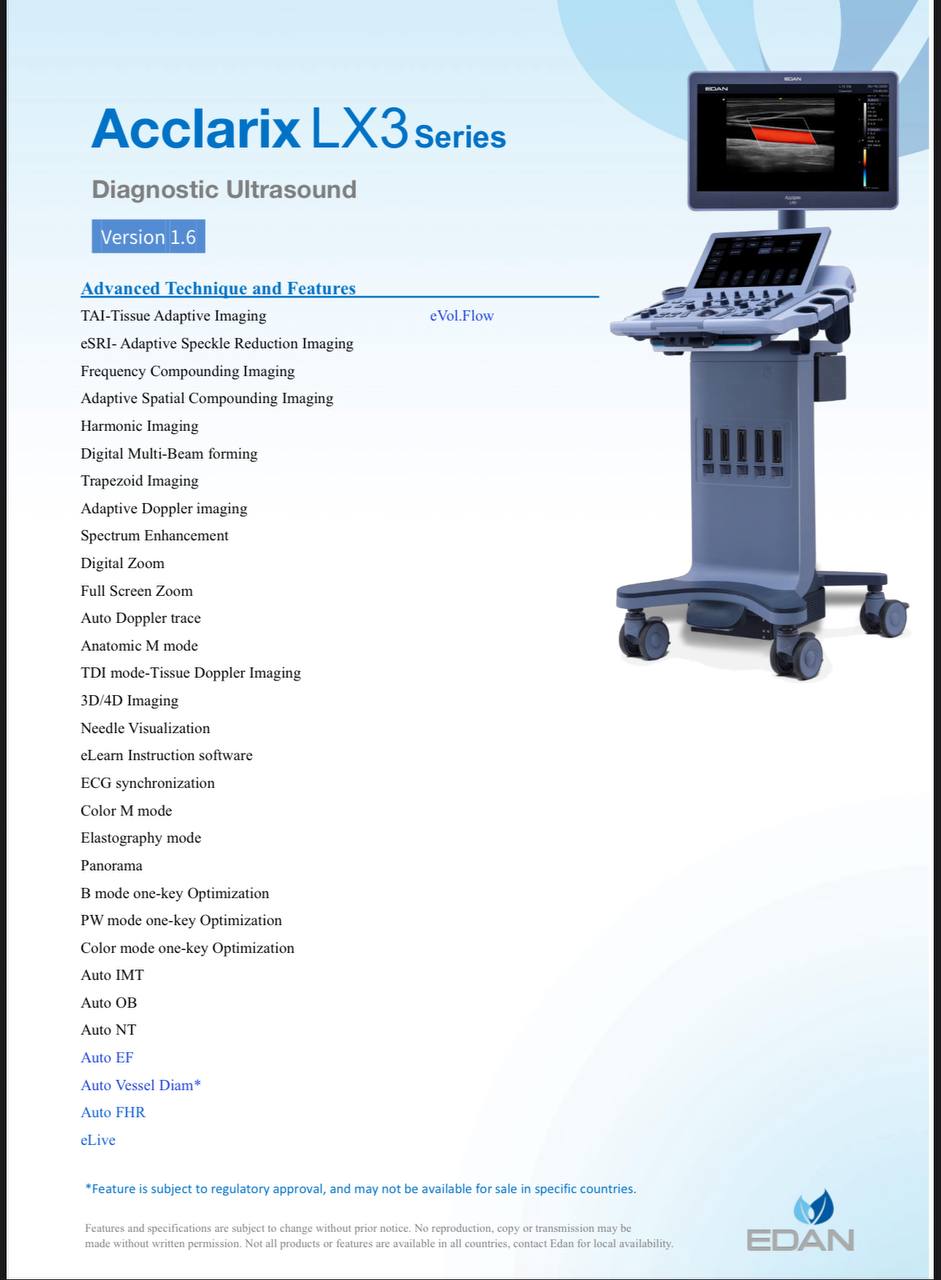 EDAN
EDAN
Acclarix
LX3
Acclarix LX3 Series
Diagnostic Ultrasound
Version 1.6
Advanced Technique and Features
TAI-Tissue Adaptive Imaging eVol.Flow
eSRI- Adaptive Speckle Reduction Imaging
Frequency Compounding Imaging
Adaptive Spatial Compounding Imaging
Harmonic Imaging
Digital Multi-Beam forming
Trapezoid Imaging
Adaptive Doppler imaging
Spectrum Enhancement
Digital Zoom
Full Screen Zoom
Auto Doppler trace
Anatomic M mode
TDI mode-Tissue Doppler Imaging
3D/4D Imaging
Needle Visualization
eLearn Instruction software
ECG synchronization
Color M mode
Elastography mode
Panorama
B mode one-key Optimization
PW mode one-key Optimization
Color mode one-key Optimization
Auto IMT
Auto OB
Auto NT
Auto EF
Auto Vessel Diam*
Auto FHR
eLive
*Feature is subject to regulatory approval, and may not be available for sale in specific countries.
Features and specifications are subject to change without prior notice. No reproduction, copy or transmission may be
made without written permission. Not all products or features are available in all countries, contact Edan for local availability.
EDAN